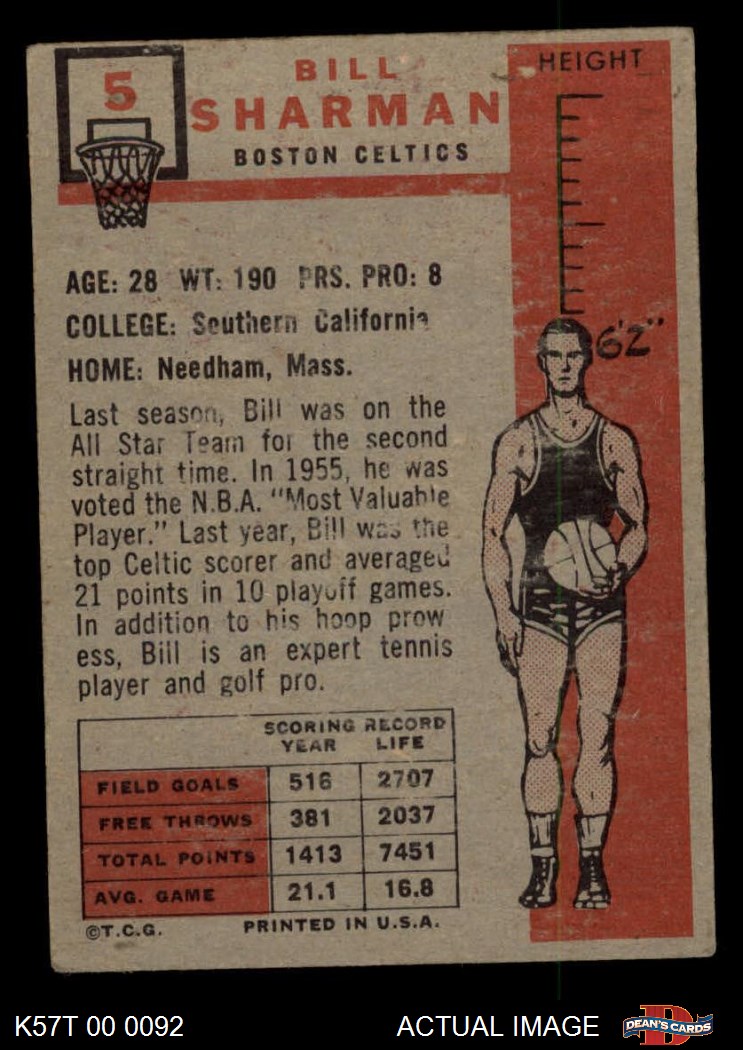 5
BILL
SHARMAN
BOSTON CELTICS
HEIGHT
6'2"
AGE: 28 WT: 190 PRS. PRO: 8
COLLEGE: Southern California
HOME: Needham, Mass.
Last season, Bill was on the
All Star Team for the second
straight time. In 1955, he was
voted the N.B.A. "Most Valuable
Player." Last year, Bill was the
top Celtic scorer and averaged
21 points in 10 playoff games.
In addition to his hoop prow
ess, Bill is an expert tennis
player and golf pro.
SCORING RECORD
YEAR LIFE
FIELD GOALS 516 2707
FREE THROWS 381 2037
TOTAL POINTS 1413 7451
AVG. GAME 21.1 16.8
©T.C.G. PRINTED IN U.S.A.
K57T 00 0092 ACTUAL IMAGE
D
DEAN'S CARDS